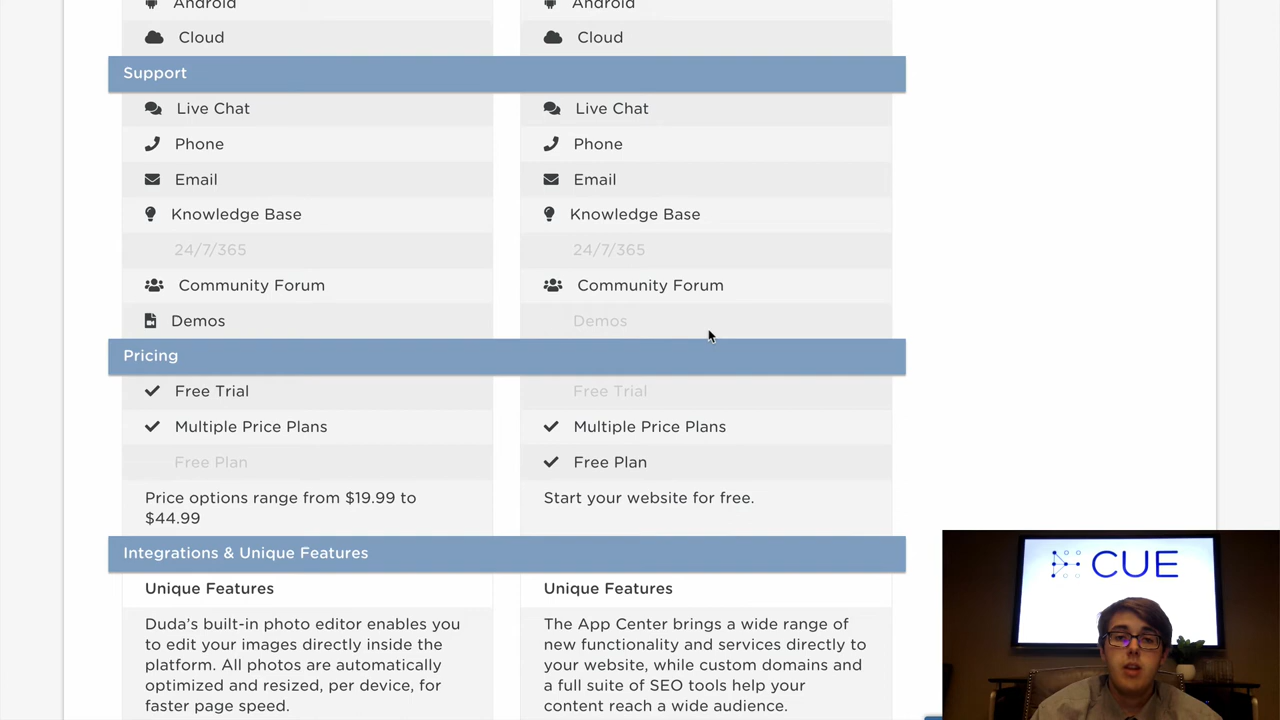 Android
Android
Cloud
Cloud
Support
Live Chat
Live Chat
Phone
Phone
Email
Email
Knowledge Base
Knowledge Base
24/7/365
24/7/365
Community Forum
Community Forum
Demos
Demos
Pricing
Free Trial
Free Trial
Multiple Price Plans
Multiple Price Plans
Free Plan
Free Plan
Price options range from $19.99 to
$44.99
Start your website for free.
Integrations & Unique Features
Unique Features
Duda’s built-in photo editor enables you
to edit your images directly inside the
platform. All photos are automatically
optimized and resized, per device, for
faster page speed.
Unique Features
The App Center brings a wide range of
new functionality and services directly to
your website, while custom domains and
a full suite of SEO tools help your
content reach a wide audience.
CUE